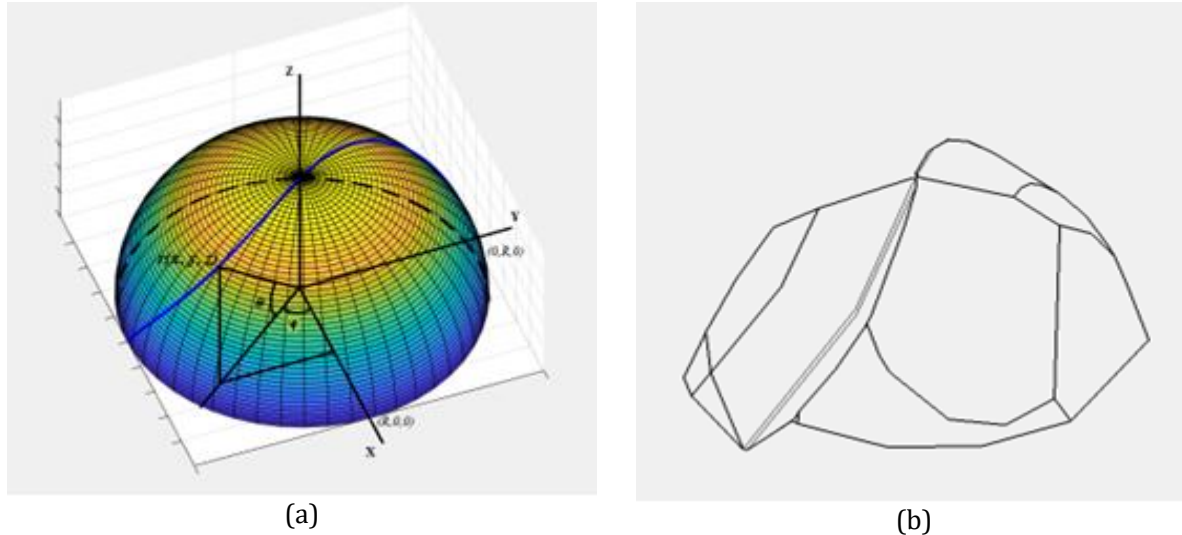 Z
Y
(0,R,0)
r(x, y, z)
θ
φ
(R,0,0)
X
(a)
(b)